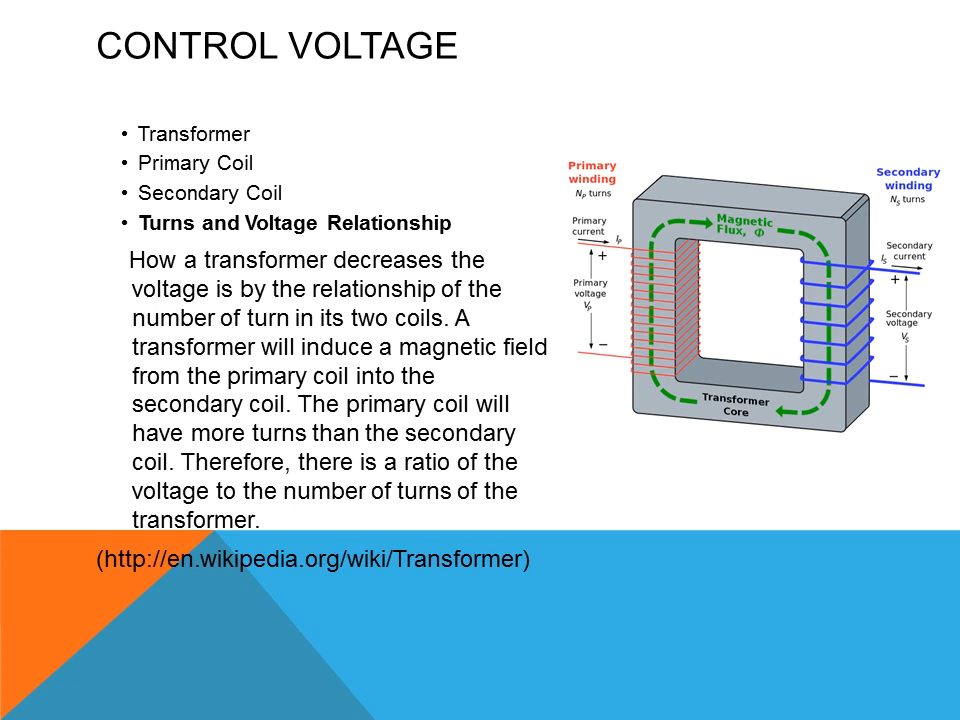 CONTROL VOLTAGE
• Transformer
• Primary Coil
• Secondary Coil
• Turns and Voltage Relationship
How a transformer decreases the
voltage is by the relationship of the
number of turn in its two coils. A
transformer will induce a magnetic field
from the primary coil into the
secondary coil. The primary coil will
have more turns than the secondary
coil. Therefore, there is a ratio of the
voltage to the number of turns of the
transformer.
(http://en.wikipedia.org/wiki/Transformer)
Primary
winding
NP turns
Primary
current
IP
+
Primary
voltage
VP
−
Magnetic
Flux, Φ
Transformer
Core
Secondary
winding
NS turns
Secondary
current
IS
+
Secondary
voltage
VS
−